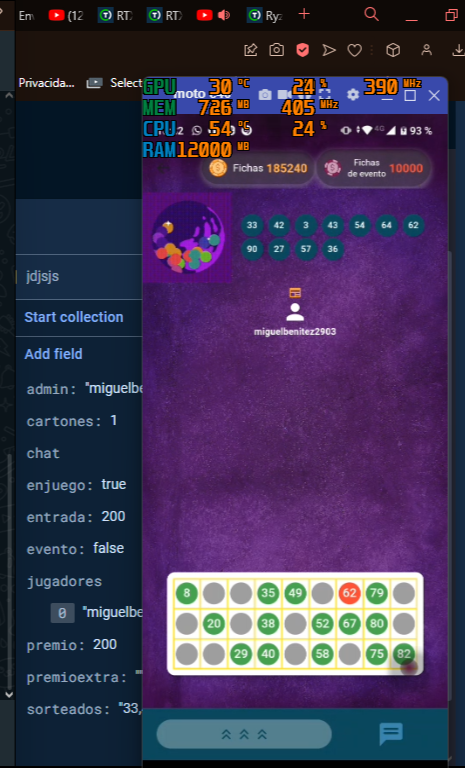 Env
(12
RT
RT
Ryz
Privacida...
Select
GPU 30 °C 24 % 390 MHz
MEM 726 MB 405 MHz
CPU 54 °C 24 %
RAM 12000 MB
93 %
Fichas 185240
Fichas de evento 10000
33 42 3 43 54 64 62
90 27 57 36
miguelbenitez2903
jdjsjs
Start collection
Add field
admin: "miguelbe
cartones: 1
chat
enjuego: true
entrada: 200
evento: false
jugadores
0 "miguelbe
premio: 200
premioextra: "
sorteados: "33,
8 35 49 62 79
20 38 52 67 80
29 40 58 75 82